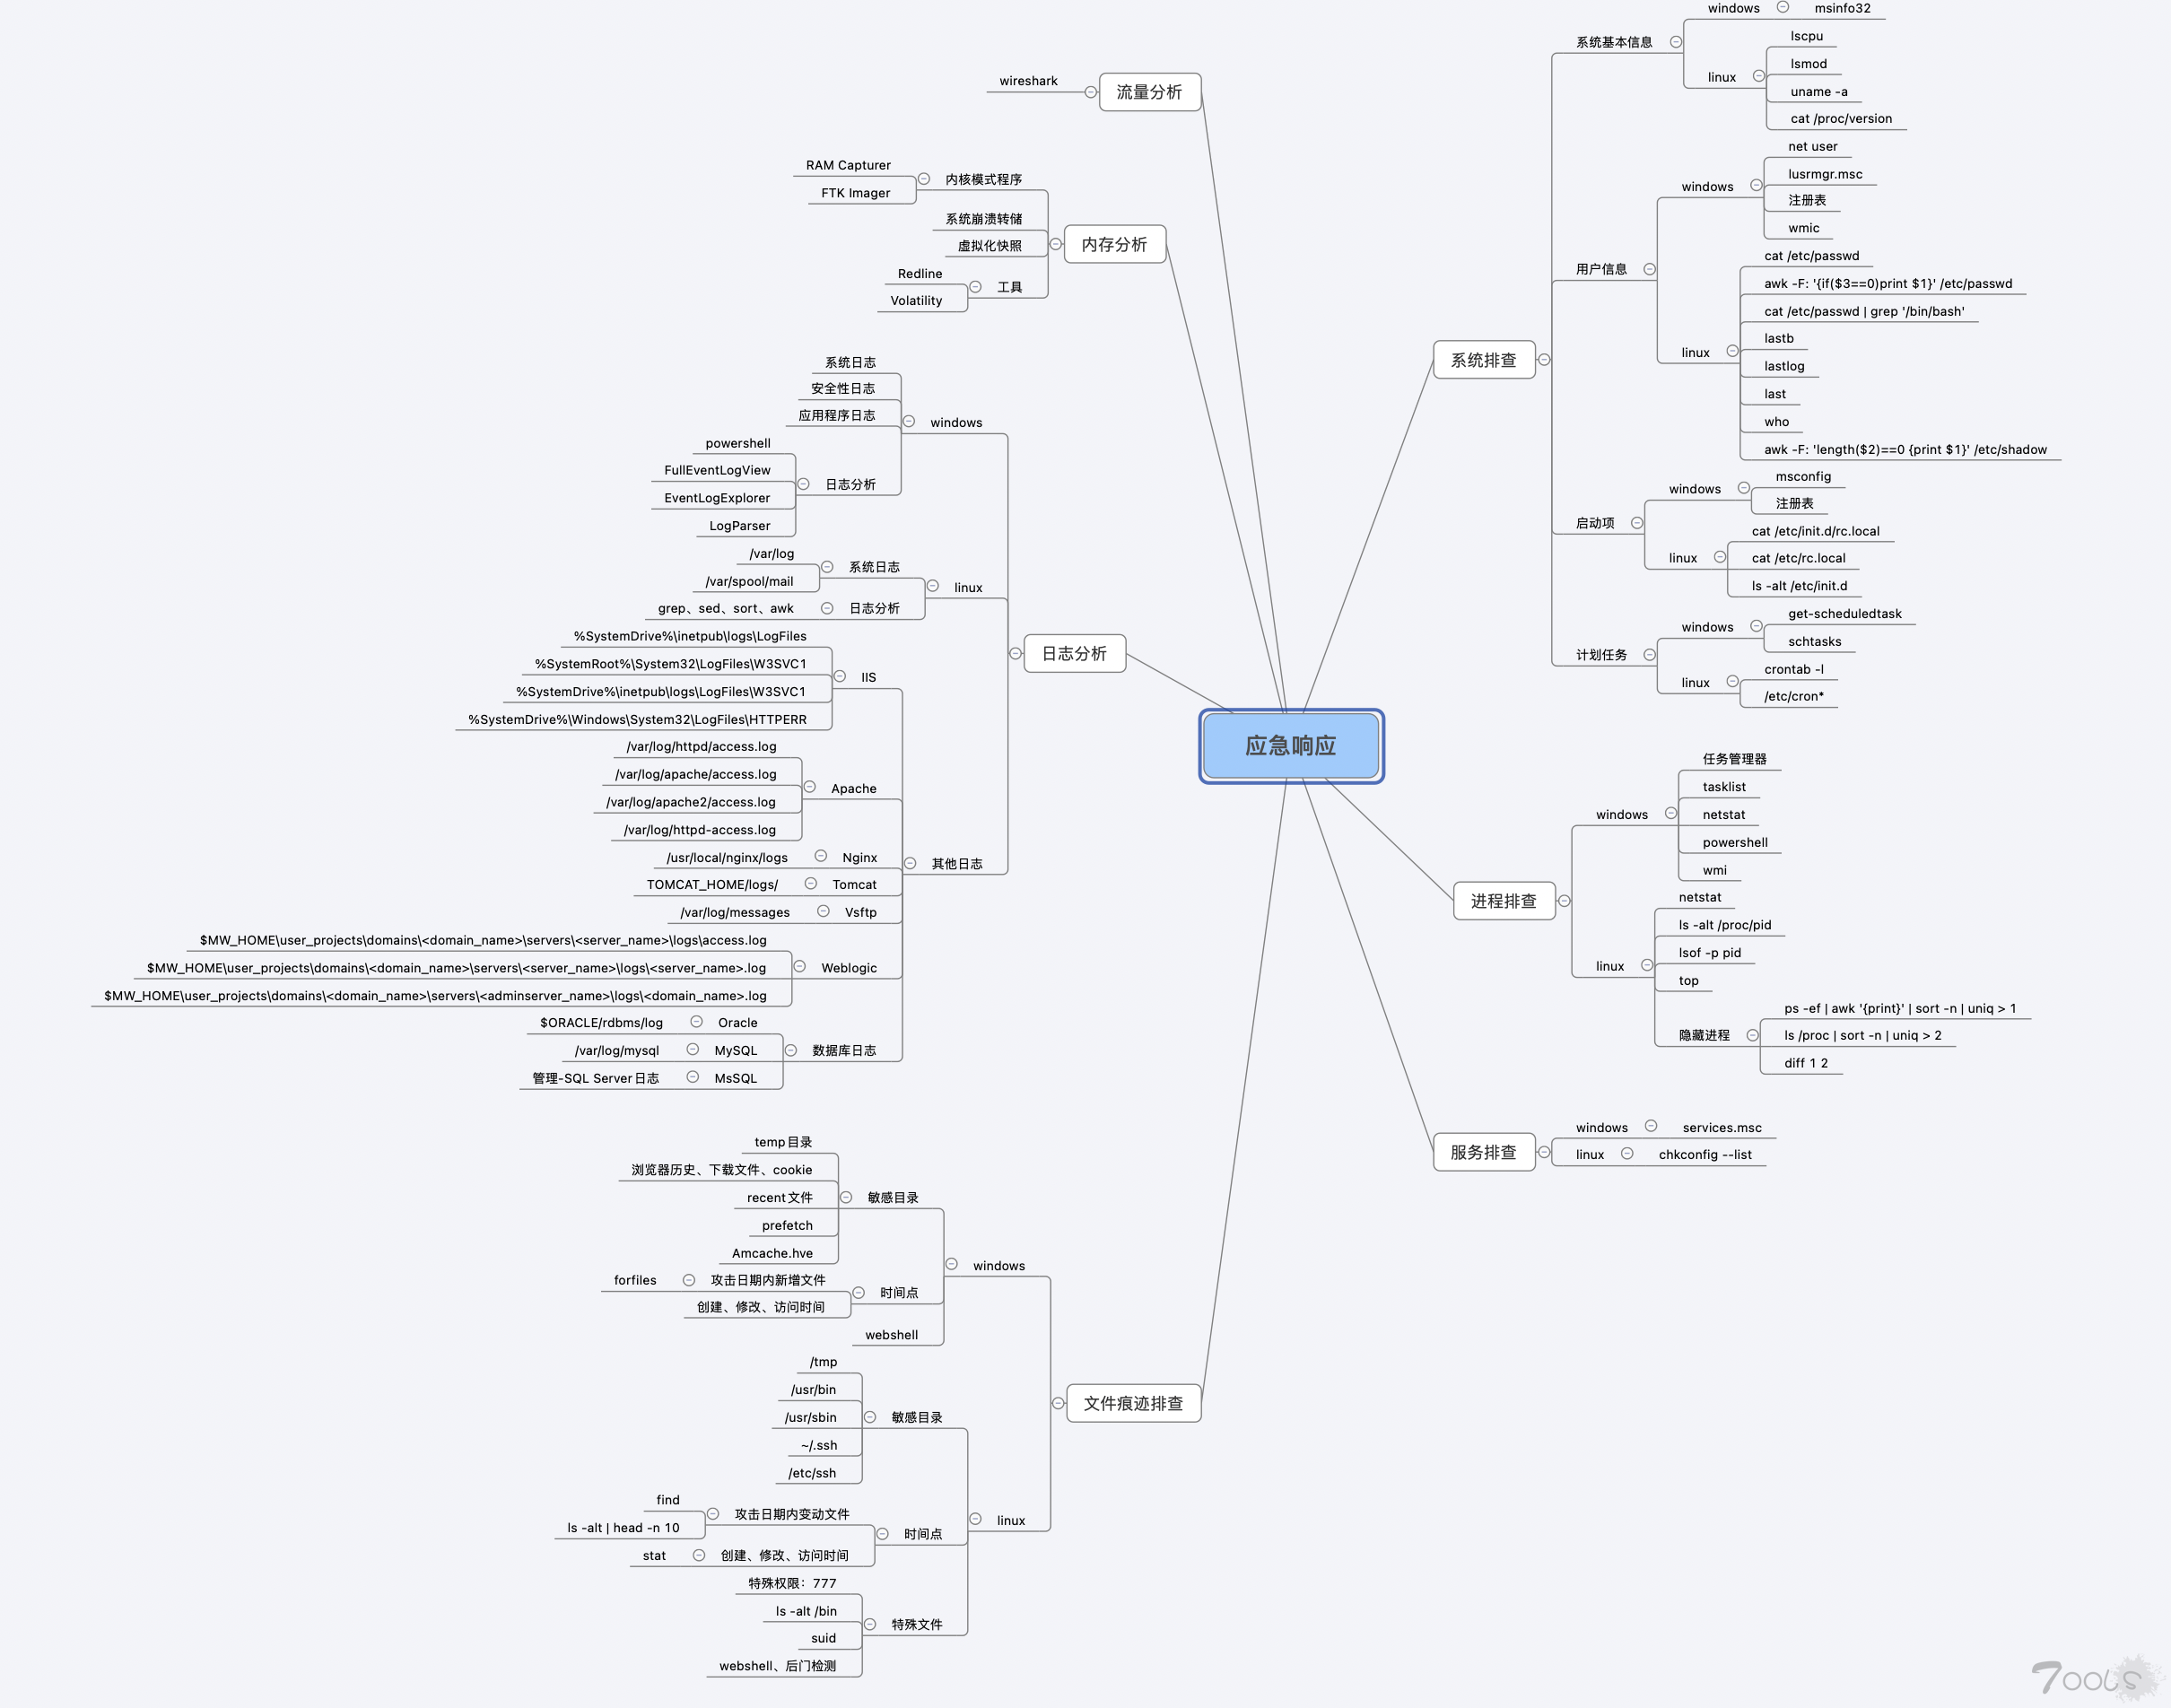 应急响应
流量分析
wireshark
内存分析
内核模式程序
RAM Capturer
FTK Imager
系统崩溃转储
虚拟化快照
工具
Redline
Volatility
日志分析
windows
系统日志
安全性日志
应用程序日志
日志分析
powershell
FullEventLogView
EventLogExplorer
LogParser
linux
系统日志
/var/log
/var/spool/mail
日志分析
grep、sed、sort、awk
其他日志
IIS
%SystemDrive%\inetpub\logs\LogFiles
%SystemRoot%\System32\LogFiles\W3SVC1
%SystemDrive%\inetpub\logs\LogFiles\W3SVC1
%SystemDrive%\Windows\System32\LogFiles\HTTPERR
Apache
/var/log/httpd/access.log
/var/log/apache/access.log
/var/log/apache2/access.log
/var/log/httpd-access.log
Nginx
/usr/local/nginx/logs
Tomcat
TOMCAT_HOME/logs/
Vsftp
/var/log/messages
Weblogic
$MW_HOME\user_projects\domains\<domain_name>\servers\<server_name>\logs\access.log
$MW_HOME\user_projects\domains\<domain_name>\servers\<server_name>\logs\<server_name>.log
$MW_HOME\user_projects\domains\<domain_name>\servers\<adminserver_name>\logs\<domain_name>.log
数据库日志
Oracle
$ORACLE/rdbms/log
MySQL
/var/log/mysql
MsSQL
管理-SQL Server日志
文件痕迹排查
windows
敏感目录
temp目录
浏览器历史、下载文件、cookie
recent文件
prefetch
Amcache.hve
时间点
攻击日期内新增文件
forfiles
创建、修改、访问时间
webshell
linux
敏感目录
/tmp
/usr/bin
/usr/sbin
~/.ssh
/etc/ssh
时间点
攻击日期内变动文件
find
ls -alt | head -n 10
创建、修改、访问时间
stat
特殊文件
特殊权限：777
ls -alt /bin
suid
webshell、后门检测
系统排查
系统基本信息
windows
msinfo32
linux
lscpu
lsmod
uname -a
cat /proc/version
用户信息
windows
net user
lusrmgr.msc
注册表
wmic
linux
cat /etc/passwd
awk -F: '{if($3==0)print $1}' /etc/passwd
cat /etc/passwd | grep '/bin/bash'
lastb
lastlog
last
who
awk -F: 'length($2)==0 {print $1}' /etc/shadow
启动项
windows
msconfig
注册表
linux
cat /etc/init.d/rc.local
cat /etc/rc.local
ls -alt /etc/init.d
计划任务
windows
get-scheduledtask
schtasks
linux
crontab -l
/etc/cron*
进程排查
windows
任务管理器
tasklist
netstat
powershell
wmi
linux
netstat
ls -alt /proc/pid
lsof -p pid
top
隐藏进程
ps -ef | awk '{print}' | sort -n | uniq > 1
ls /proc | sort -n | uniq > 2
diff 1 2
服务排查
windows
services.msc
linux
chkconfig --list
Tools